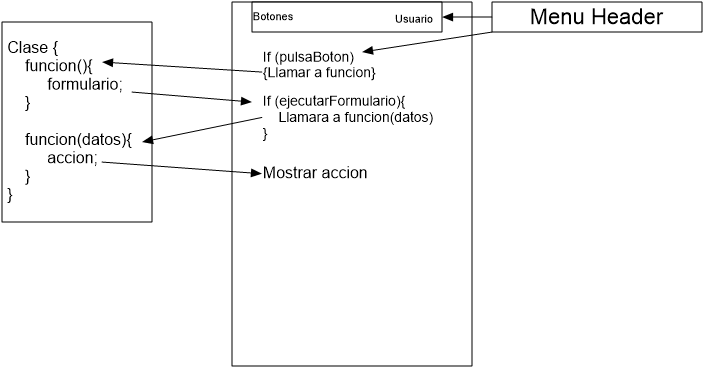 Botones
Usuario
Menu Header
Clase {
funcion(){
formulario;
}
funcion(datos){
accion;
}
}
If (pulsaBoton)
{Llamar a funcion}
If (ejecutarFormulario){
Llamara a funcion(datos)
}
Mostrar accion